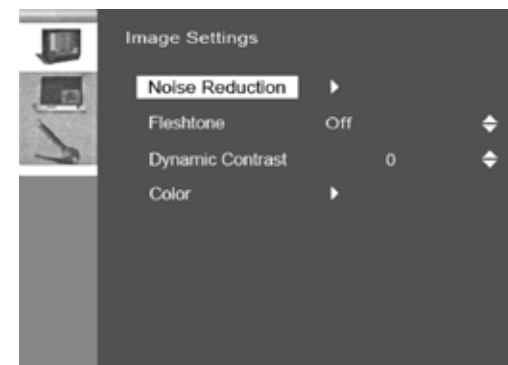 Image Settings
Noise Reduction
Fleshtone Off
Dynamic Contrast 0
Color